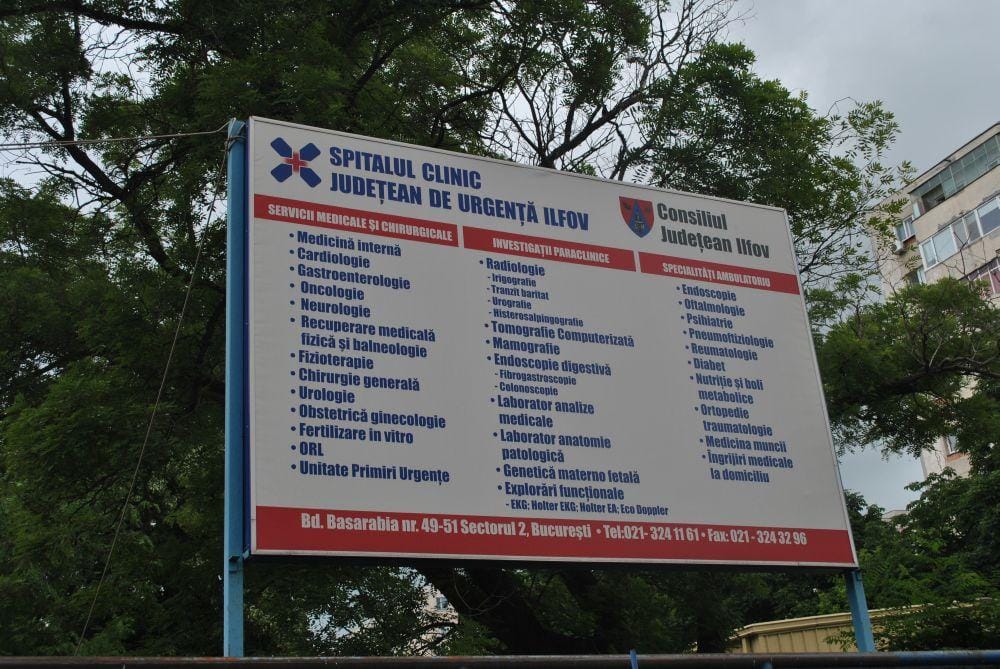 SPITALUL CLINIC
JUDEȚEAN DE URGENȚĂ ILFOV
Consiliul
Județean Ilfov
SERVICII MEDICALE ȘI CHIRURGICALE
• Medicină internă
• Cardiologie
• Gastroenterologie
• Oncologie
• Neurologie
• Recuperare medicală
fizică și balneologie
• Fizioterapie
• Chirurgie generală
• Urologie
• Obstetrică ginecologie
• Fertilizare in vitro
• ORL
• Unitate Primiri Urgențe
INVESTIGAȚII PARACLINICE
• Radiologie
- Irigografie
- Tranzit baritat
- Urografie
- Histerosalpingografie
• Tomografie Computerizată
• Mamografie
• Endoscopie digestivă
- Fibrogastroscopie
- Colonoscopie
• Laborator analize
medicale
• Laborator anatomie
patologică
• Genetică materno fetală
• Explorări funcționale
- EKG; Holter EKG; Holter EA; Eco Doppler
SPECIALITĂȚI AMBULATORIU
• Endoscopie
• Oftalmologie
• Psihiatrie
• Pneumoftiziologie
• Reumatologie
• Diabet
• Nutriție și boli
metabolice
• Ortopedie
traumatologie
• Medicina muncii
• Îngrijiri medicale
la domiciliu
Bd. Basarabia nr. 49-51 Sectorul 2, București • Tel:021- 324 11 61 • Fax: 021 - 324 32 96